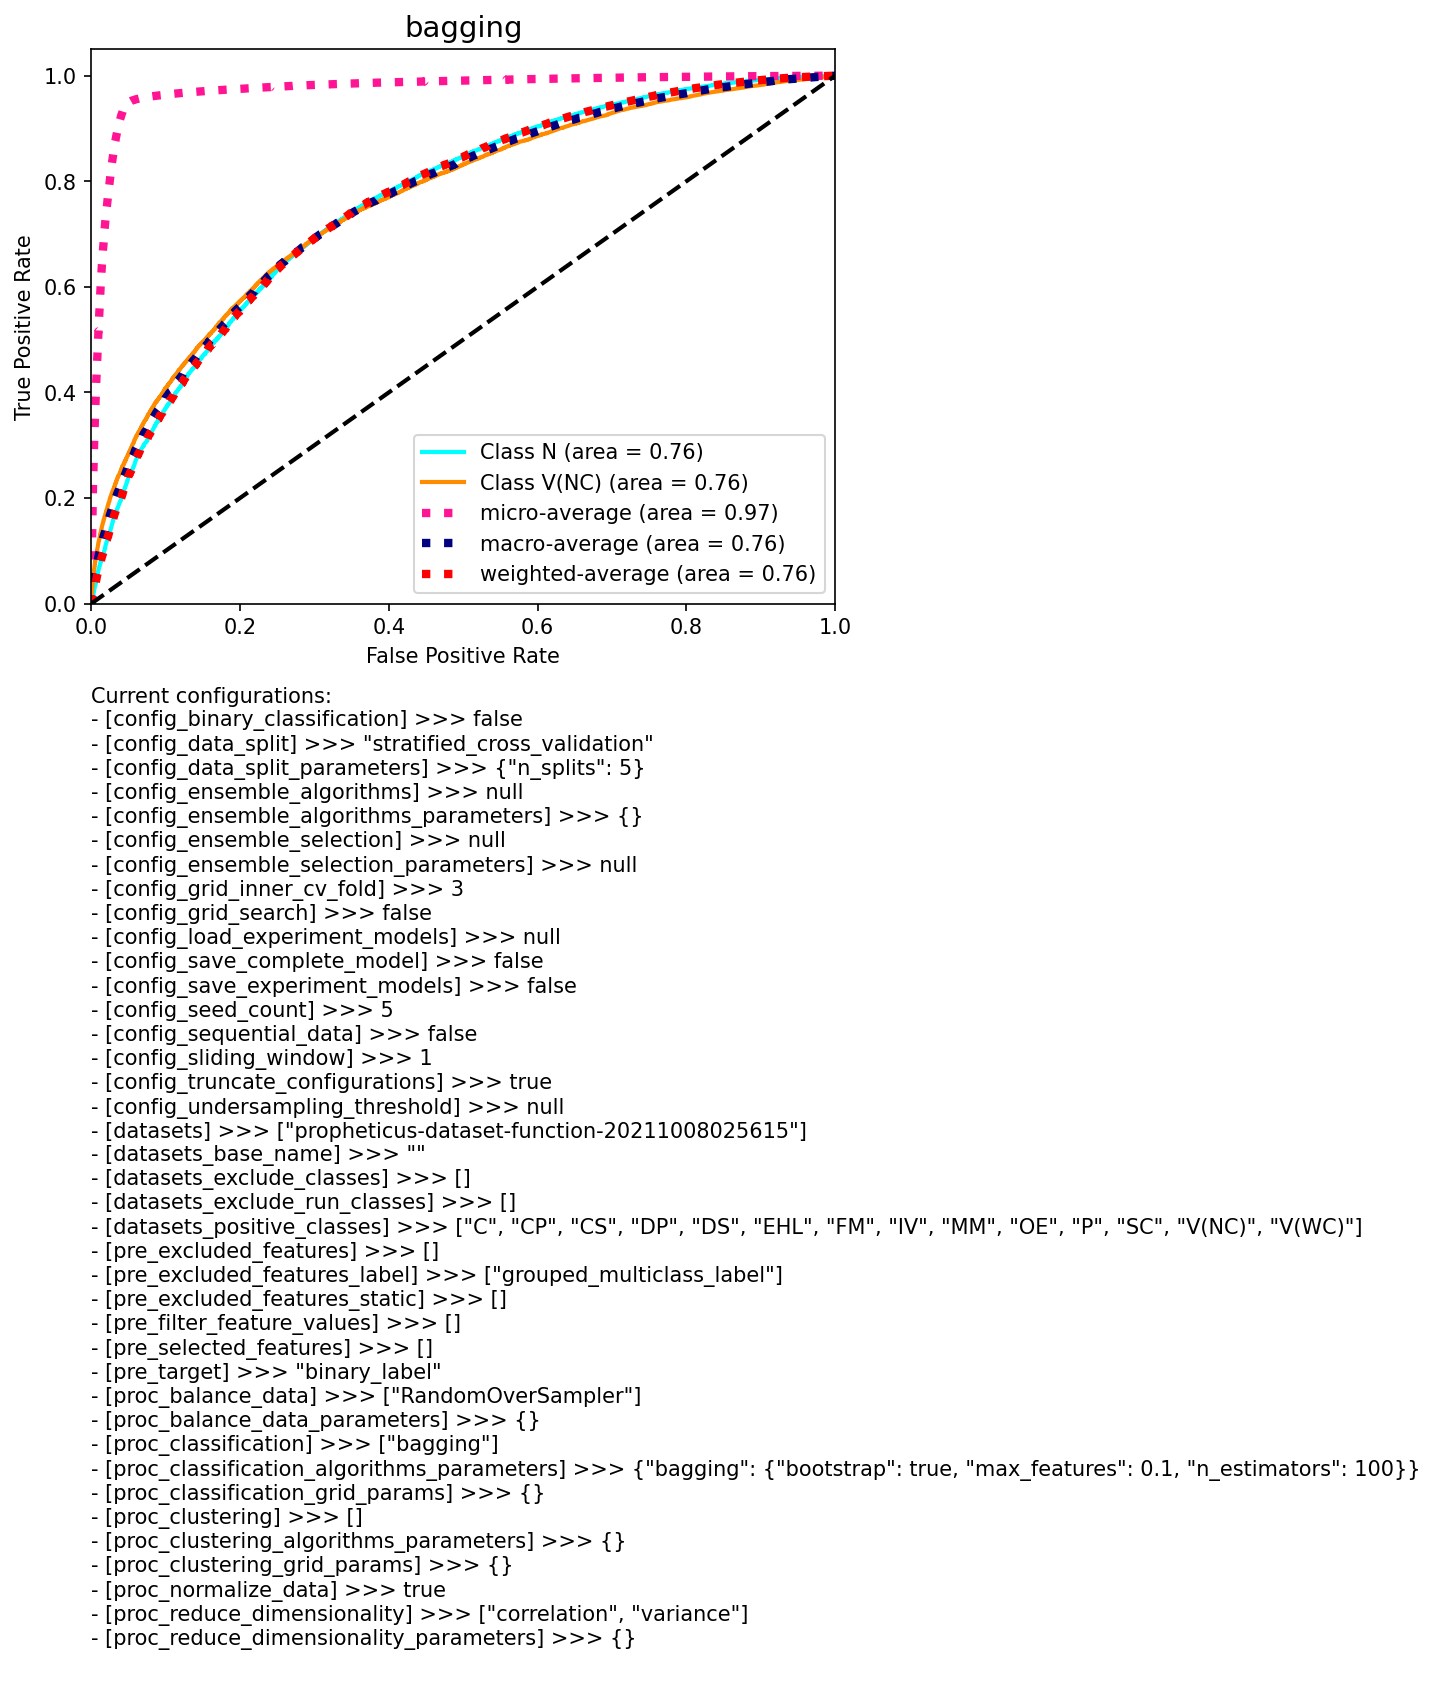 bagging
1.0
0.8
0.6
0.4
0.2
0.0
True Positive Rate
Class N (area = 0.76)
Class V(NC) (area = 0.76)
micro-average (area = 0.97)
macro-average (area = 0.76)
weighted-average (area = 0.76)
0.0 0.2 0.4 0.6 0.8 1.0
False Positive Rate
Current configurations:
- [config_binary_classification] >>> false
- [config_data_split] >>> "stratified_cross_validation"
- [config_data_split_parameters] >>> {"n_splits": 5}
- [config_ensemble_algorithms] >>> null
- [config_ensemble_algorithms_parameters] >>> {}
- [config_ensemble_selection] >>> null
- [config_ensemble_selection_parameters] >>> null
- [config_grid_inner_cv_fold] >>> 3
- [config_grid_search] >>> false
- [config_load_experiment_models] >>> null
- [config_save_complete_model] >>> false
- [config_save_experiment_models] >>> false
- [config_seed_count] >>> 5
- [config_sequential_data] >>> false
- [config_sliding_window] >>> 1
- [config_truncate_configurations] >>> true
- [config_undersampling_threshold] >>> null
- [datasets] >>> ["propheticus-dataset-function-20211008025615"]
- [datasets_base_name] >>> ""
- [datasets_exclude_classes] >>> []
- [datasets_exclude_run_classes] >>> []
- [datasets_positive_classes] >>> ["C", "CP", "CS", "DP", "DS", "EHL", "FM", "IV", "MM", "OE", "P", "SC", "V(NC)", "V(WC)"]
- [pre_excluded_features] >>> []
- [pre_excluded_features_label] >>> ["grouped_multiclass_label"]
- [pre_excluded_features_static] >>> []
- [pre_filter_feature_values] >>> []
- [pre_selected_features] >>> []
- [pre_target] >>> "binary_label"
- [proc_balance_data] >>> ["RandomOverSampler"]
- [proc_balance_data_parameters] >>> {}
- [proc_classification] >>> ["bagging"]
- [proc_classification_algorithms_parameters] >>> {"bagging": {"bootstrap": true, "max_features": 0.1, "n_estimators": 100}}
- [proc_classification_grid_params] >>> {}
- [proc_clustering] >>> []
- [proc_clustering_algorithms_parameters] >>> {}
- [proc_clustering_grid_params] >>> {}
- [proc_normalize_data] >>> true
- [proc_reduce_dimensionality] >>> ["correlation", "variance"]
- [proc_reduce_dimensionality_parameters] >>> {}